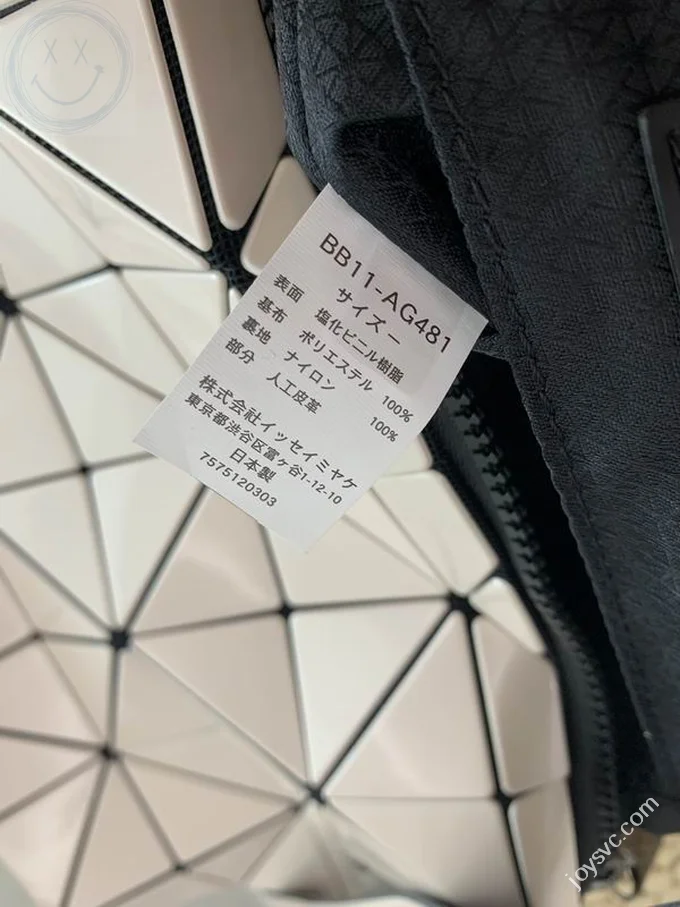 BB11-AG481
サイズ －
表面 塩化ビニル樹脂
基布 ポリエステル 100%
裏地 ナイロン 100%
部分 人工皮革
株式会社イッセイミヤケ
東京都渋谷区富ヶ谷1-12-10
日本製
7575120303
joysvc.com